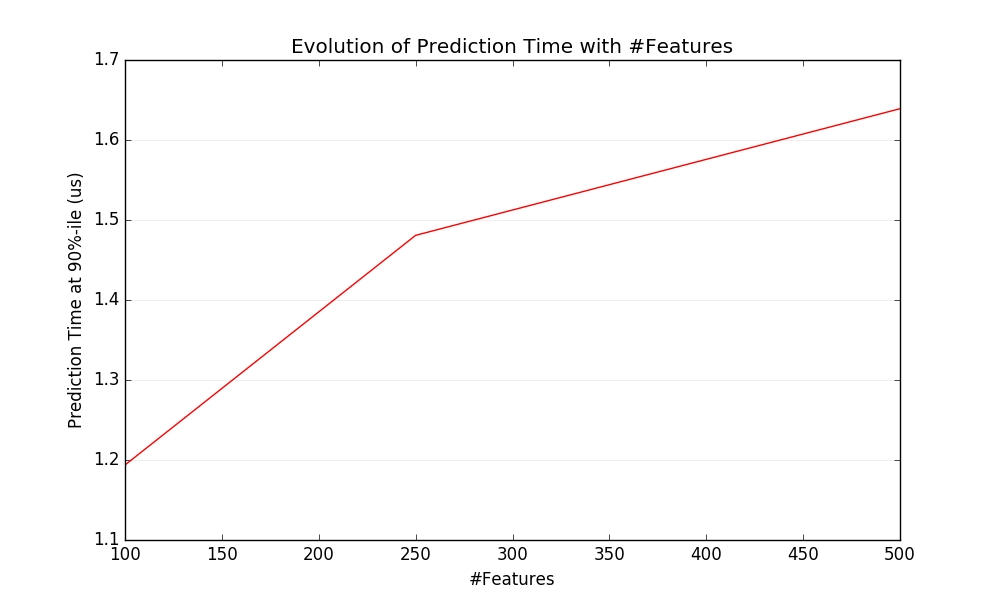 Evolution of Prediction Time with #Features
Prediction Time at 90%-ile (us)
1.7
1.6
1.5
1.4
1.3
1.2
1.1
100 150 200 250 300 350 400 450 500
#Features